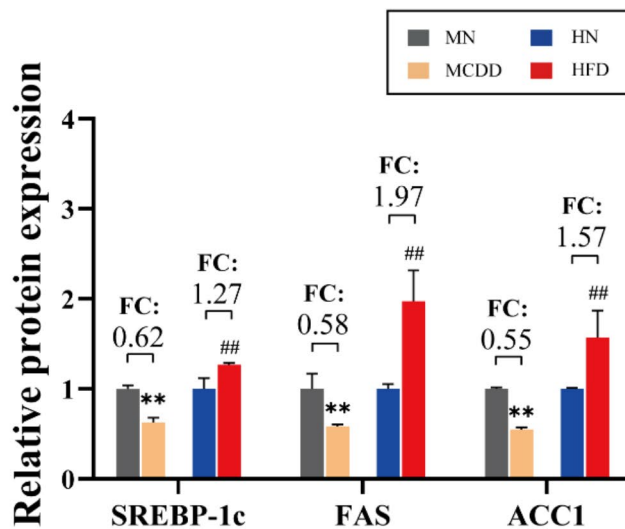 MN HN
MCDD HFD
Relative protein expression
4
3
2
1
0
FC:
0.62
**
FC:
1.27
##
FC:
0.58
**
FC:
1.97
##
FC:
0.55
**
FC:
1.57
##
SREBP-1c FAS ACC1